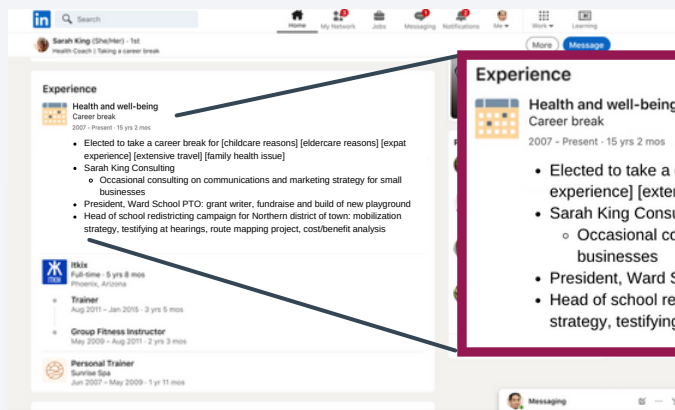 in Search
Home My Network Jobs Messaging Notifications Me Work Learning
Sarah King (She/Her) · 1st
Health Coach | Taking a career break
More Message
Experience
Health and well-being
Career break
2007 - Present · 15 yrs 2 mos
• Elected to take a career break for [childcare reasons] [eldercare reasons] [expat
experience] [extensive travel] [family health issue]
• Sarah King Consulting
○ Occasional consulting on communications and marketing strategy for small
businesses
• President, Ward School PTO: grant writer, fundraise and build of new playground
• Head of school redistricting campaign for Northern district of town: mobilization
strategy, testifying at hearings, route mapping project, cost/benefit analysis
ITKIX
Itkix
Full-time · 5 yrs 8 mos
Phoenix, Arizona
Trainer
Aug 2011 – Jan 2015 · 3 yrs 5 mos
Group Fitness Instructor
May 2009 – Aug 2011 · 2 yrs 3 mos
Personal Trainer
Sunrise Spa
Jun 2007 – May 2009 · 1 yr 11 mos
Experience
Health and well-being
Career break
2007 - Present · 15 yrs 2 mos
• Elected to take a
experience] [exter
• Sarah King Consu
○ Occasional co
businesses
• President, Ward S
• Head of school re
strategy, testifying
Messaging